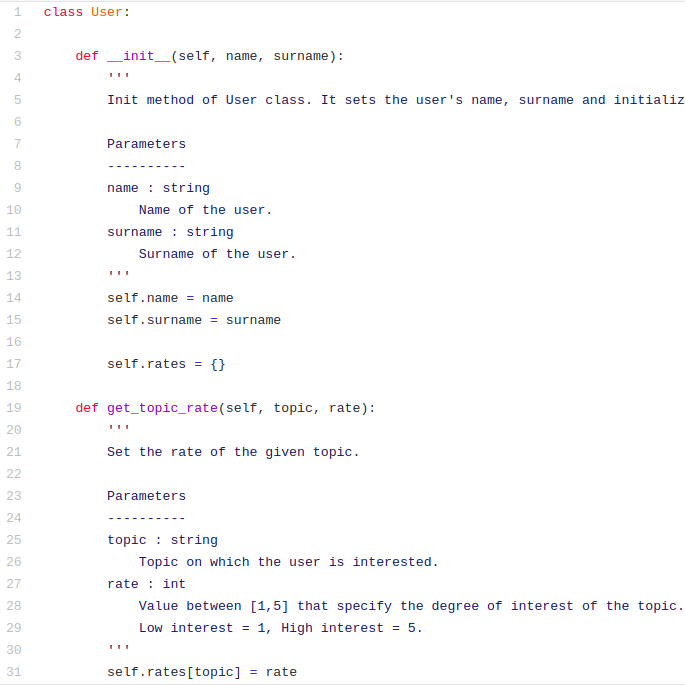 1 class User:
2
3     def __init__(self, name, surname):
4         '''
5         Init method of User class. It sets the user's name, surname and initializ
6
7         Parameters
8         ----------
9         name : string
10             Name of the user.
11         surname : string
12             Surname of the user.
13         '''
14         self.name = name
15         self.surname = surname
16
17         self.rates = {}
18
19     def get_topic_rate(self, topic, rate):
20         '''
21         Set the rate of the given topic.
22
23         Parameters
24         ----------
25         topic : string
26             Topic on which the user is interested.
27         rate : int
28             Value between [1,5] that specify the degree of interest of the topic.
29             Low interest = 1, High interest = 5.
30         '''
31         self.rates[topic] = rate